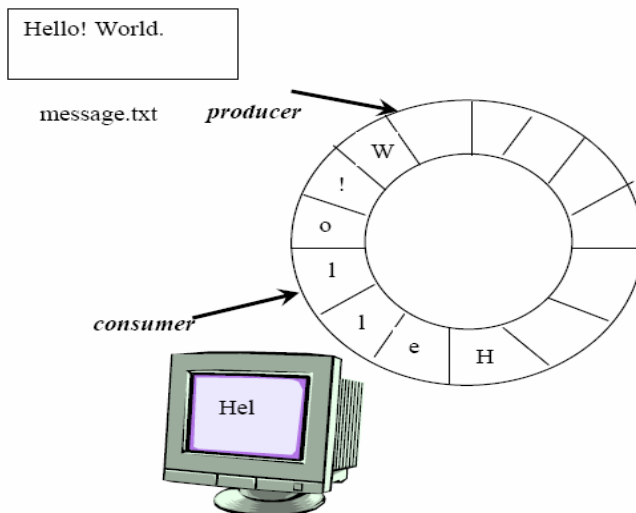 Hello! World.
message.txt
producer
W
!
o
l
l
e
H
consumer
Hel